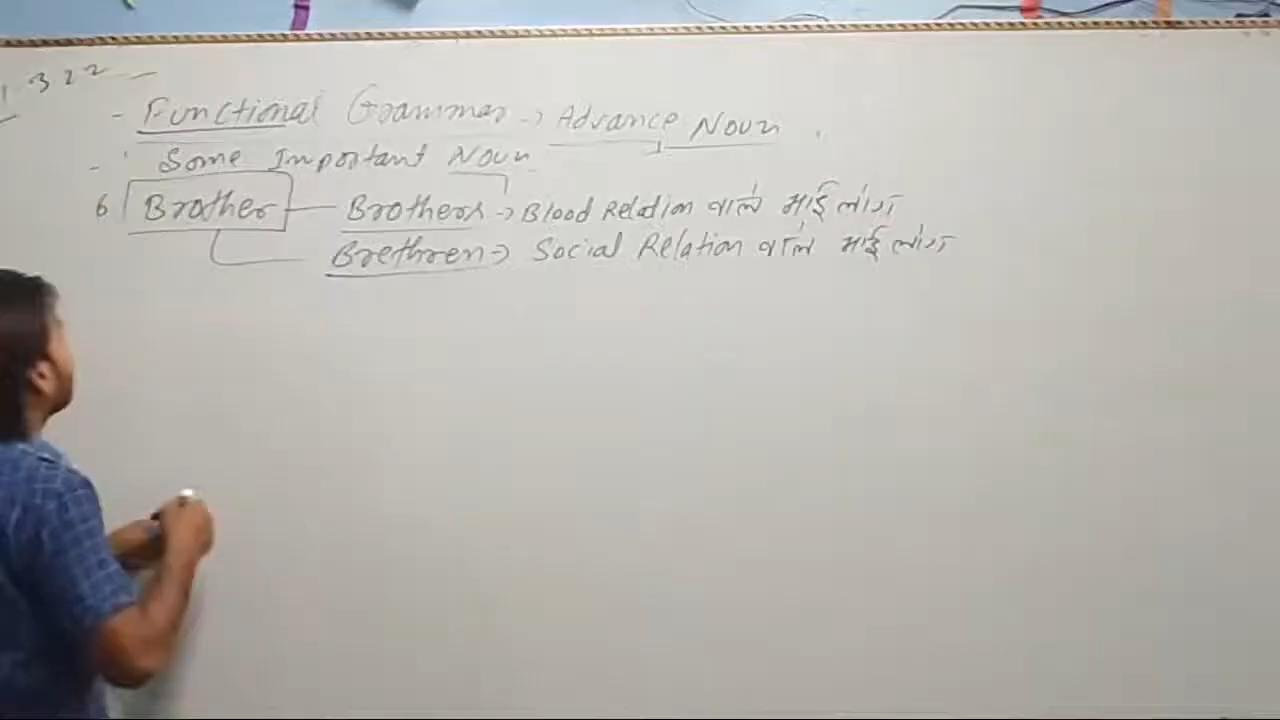 322 -
- Functional Grammar -> Advance Noun
- Some Important Noun
6 Brother - Brothers -> Blood Relation वाले भाई लोग
Brethren -> Social Relation वाले भाई लोग